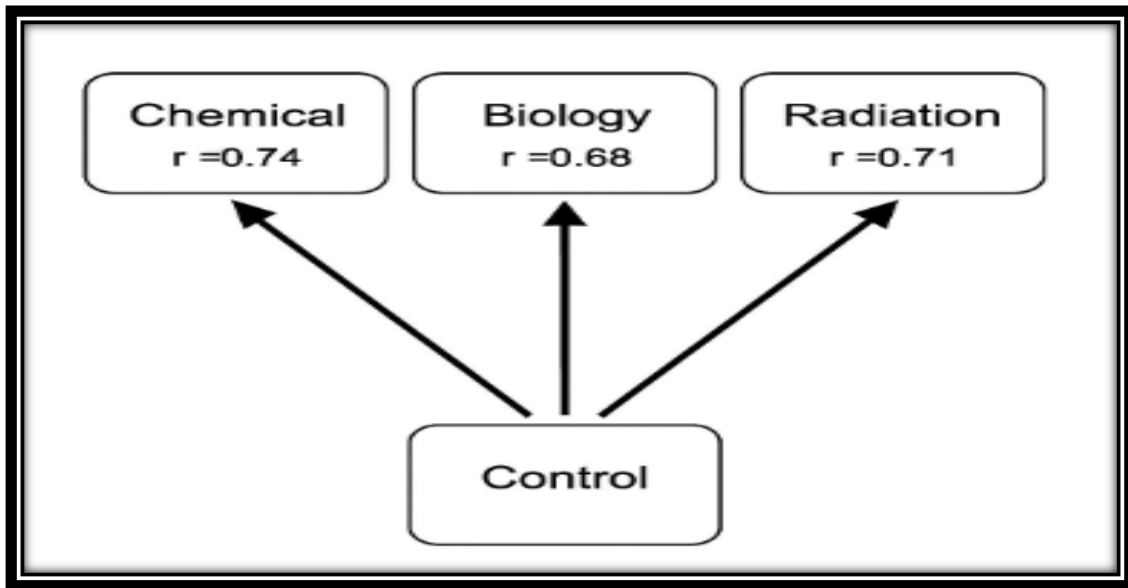 Chemical
r =0.74
Biology
r =0.68
Radiation
r =0.71
Control